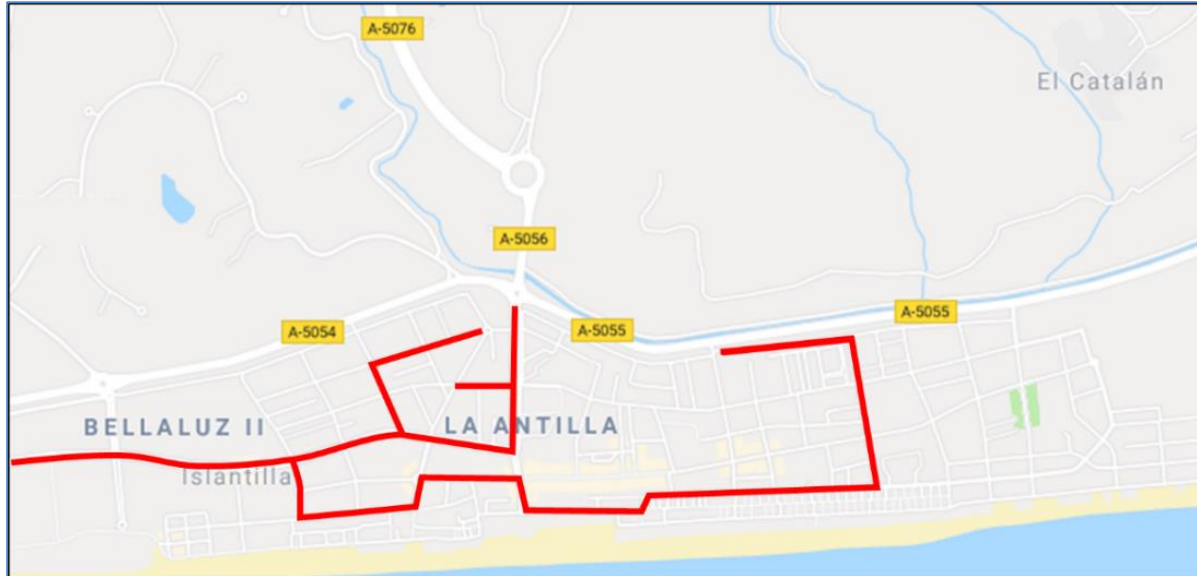 A-5076
El Catalán
A-5056
A-5054
A-5055
A-5055
BELLALUZ II
LA ANTILLA
Islantilla